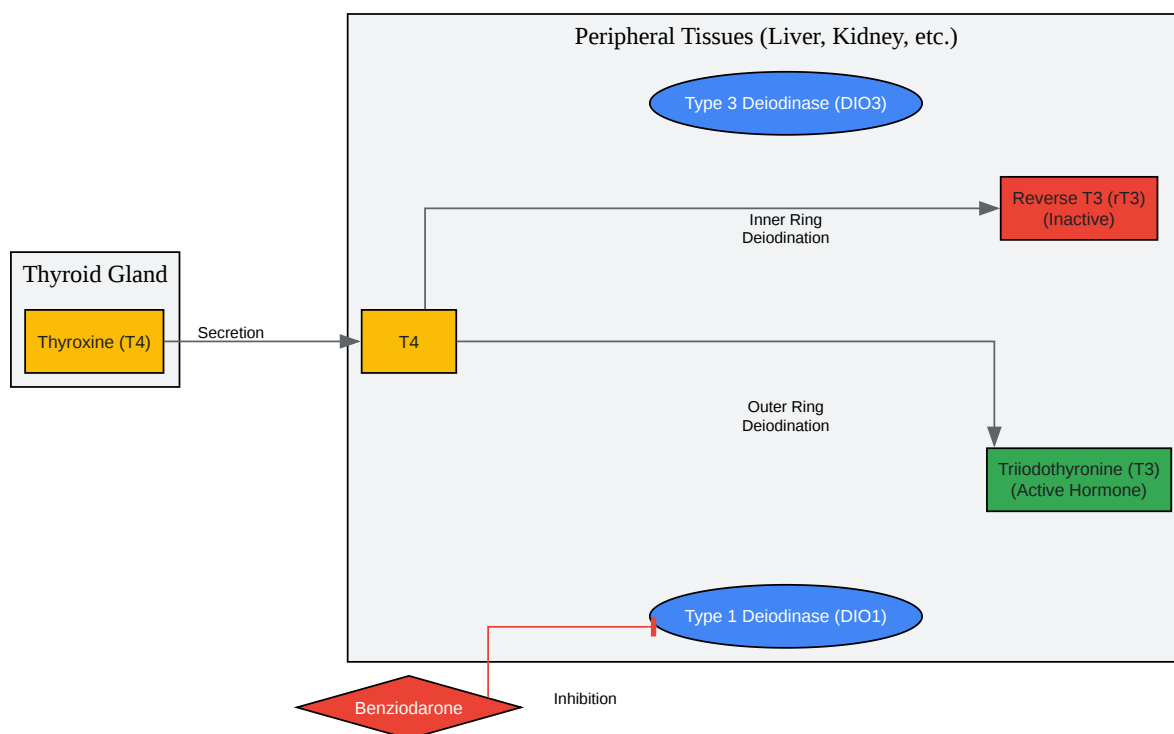 Peripheral Tissues (Liver, Kidney, etc.)
Type 3 Deiodinase (DIO3)
Reverse T3 (rT3)
(Inactive)
Inner Ring
Deiodination
Thyroid Gland
Thyroxine (T4)
Secretion
T4
Outer Ring
Deiodination
Triiodothyronine (T3)
(Active Hormone)
Type 1 Deiodinase (DIO1)
Benziodarone
Inhibition